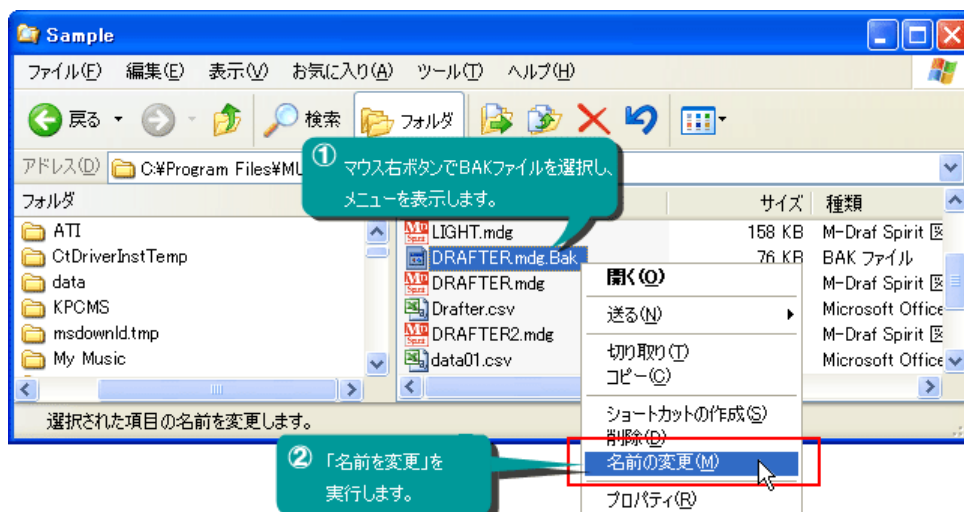 Sample
ファイル(F) 編集(E) 表示(V) お気に入り(A) ツール(T) ヘルプ(H)
戻る 検索 フォルダ
① マウス右ボタンでBAKファイルを選択し、
メニューを表示します。
アドレス(D) C:¥Program Files¥MU
フォルダ サイズ 種類
ATI
CtDriverInstTemp
data
KPCMS
msdownld.tmp
My Music
LIGHT.mdg 158 KB M-Draf Spirit 図
DRAFTER.mdg.Bak 76 KB BAK ファイル
DRAFTER.mdg M-Draf Spirit 図
Drafter.csv Microsoft Office
DRAFTER2.mdg M-Draf Spirit 図
data01.csv Microsoft Office
開く(O)
送る(N)
切り取り(T)
コピー(C)
ショートカットの作成(S)
削除(D)
名前の変更(M)
プロパティ(R)
選択された項目の名前を変更します。
② 「名前を変更」を
実行します。